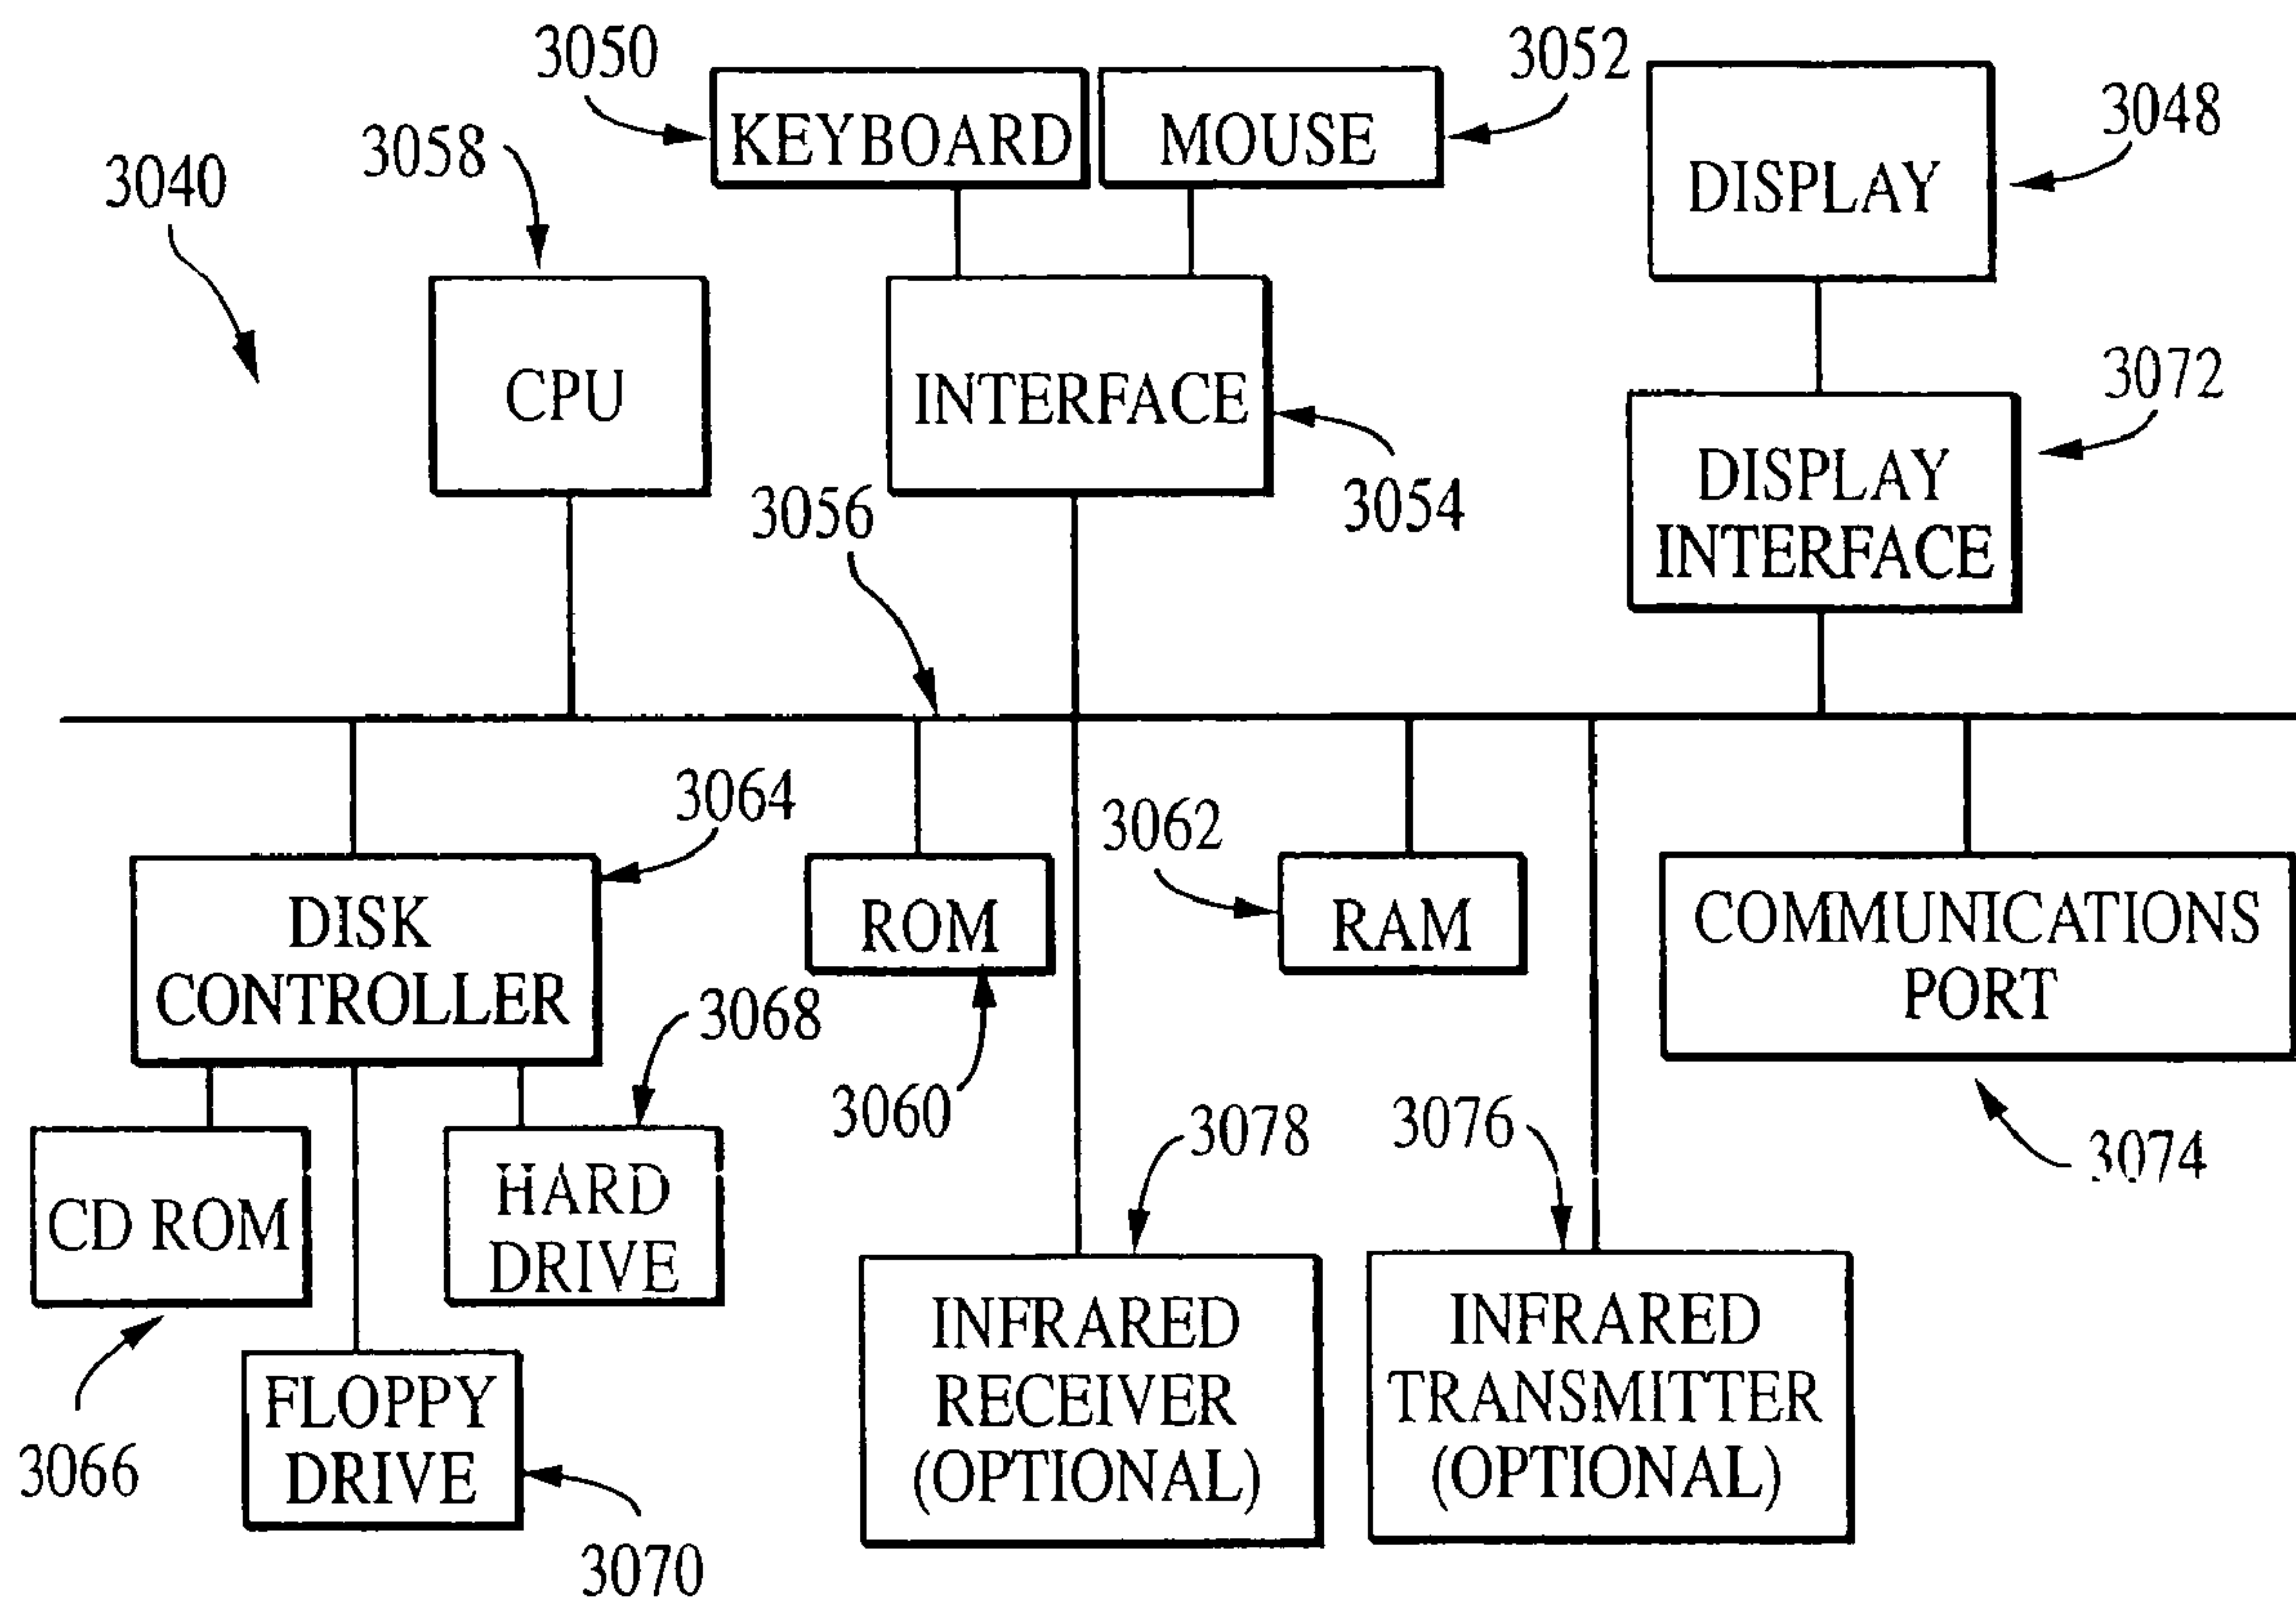 3050
3052
3048
3058
3040
KEYBOARD
MOUSE
DISPLAY
CPU
INTERFACE
3072
3054
3056
DISPLAY
INTERFACE
3064
3062
DISK
CONTROLLER
ROM
RAM
COMMUNICATIONS
PORT
3068
3060
3078
3076
3074
CD ROM
HARD
DRIVE
3066
FLOPPY
DRIVE
3070
INFRARED
RECEIVER
(OPTIONAL)
INFRARED
TRANSMITTER
(OPTIONAL)